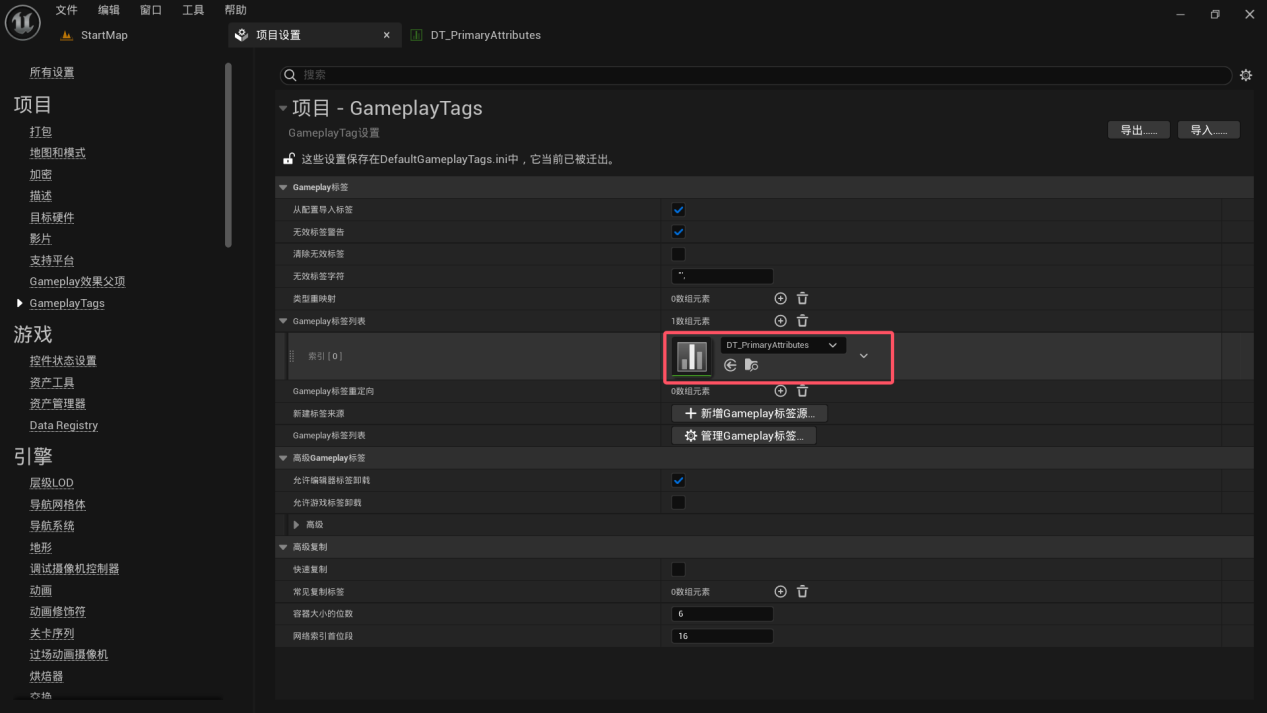 文件 编辑 窗口 工具 帮助
StartMap 项目设置 DT_PrimaryAttributes
所有设置
项目
打包
地图和模式
加密
描述
目标硬件
影片
支持平台
Gameplay效果父项
GameplayTags
游戏
控件状态设置
资产工具
资产管理器
Data Registry
引擎
层级LOD
导航网格体
导航系统
地形
调试摄像机控制器
动画
动画修饰符
关卡序列
过场动画摄像机
烘焙器
交换
搜索
项目 - GameplayTags
GameplayTag设置
导出...... 导入......
这些设置保存在DefaultGameplayTags.ini中，它当前已被迁出。
Gameplay标签
从配置导入标签
无效标签警告
清除无效标签
无效标签字符 "',
类型重映射 0数组元素
Gameplay标签列表 1数组元素
索引 [ 0 ] DT_PrimaryAttributes
Gameplay标签重定向 0数组元素
新建标签来源 新增Gameplay标签源...
Gameplay标签列表 管理Gameplay标签...
高级Gameplay标签
允许编辑器标签卸载
允许游戏标签卸载
高级
高级复制
快速复制
常见复制标签 0数组元素
容器大小的位数 6
网络索引首位段 16